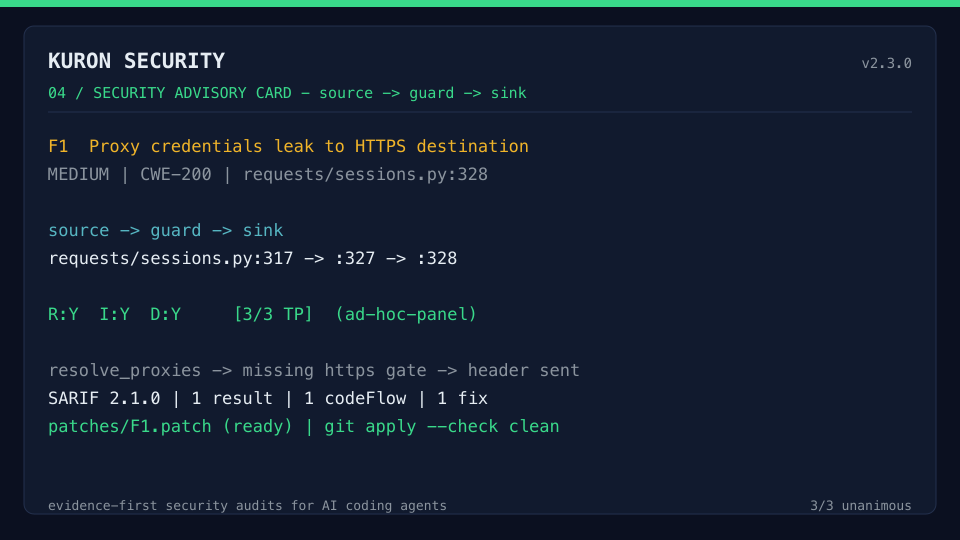 KURON SECURITY
v2.3.0
04 / SECURITY ADVISORY CARD - source -> guard -> sink
F1  Proxy credentials leak to HTTPS destination
MEDIUM | CWE-200 | requests/sessions.py:328
source -> guard -> sink
requests/sessions.py:317 -> :327 -> :328
R:Y  I:Y  D:Y     [3/3 TP]  (ad-hoc-panel)
resolve_proxies -> missing https gate -> header sent
SARIF 2.1.0 | 1 result | 1 codeFlow | 1 fix
patches/F1.patch (ready) | git apply --check clean
evidence-first security audits for AI coding agents
3/3 unanimous